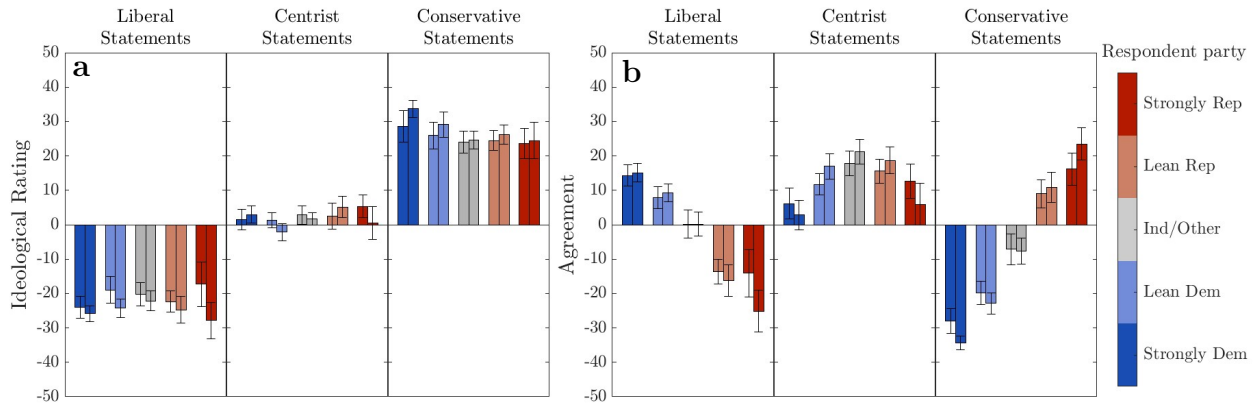 Liberal
Statements
Centrist
Statements
Conservative
Statements
a
Ideological Rating
50
40
30
20
10
0
-10
-20
-30
-40
-50
Liberal
Statements
Centrist
Statements
Conservative
Statements
b
Agreement
50
40
30
20
10
0
-10
-20
-30
-40
-50
Respondent party
Strongly Rep
Lean Rep
Ind/Other
Lean Dem
Strongly Dem